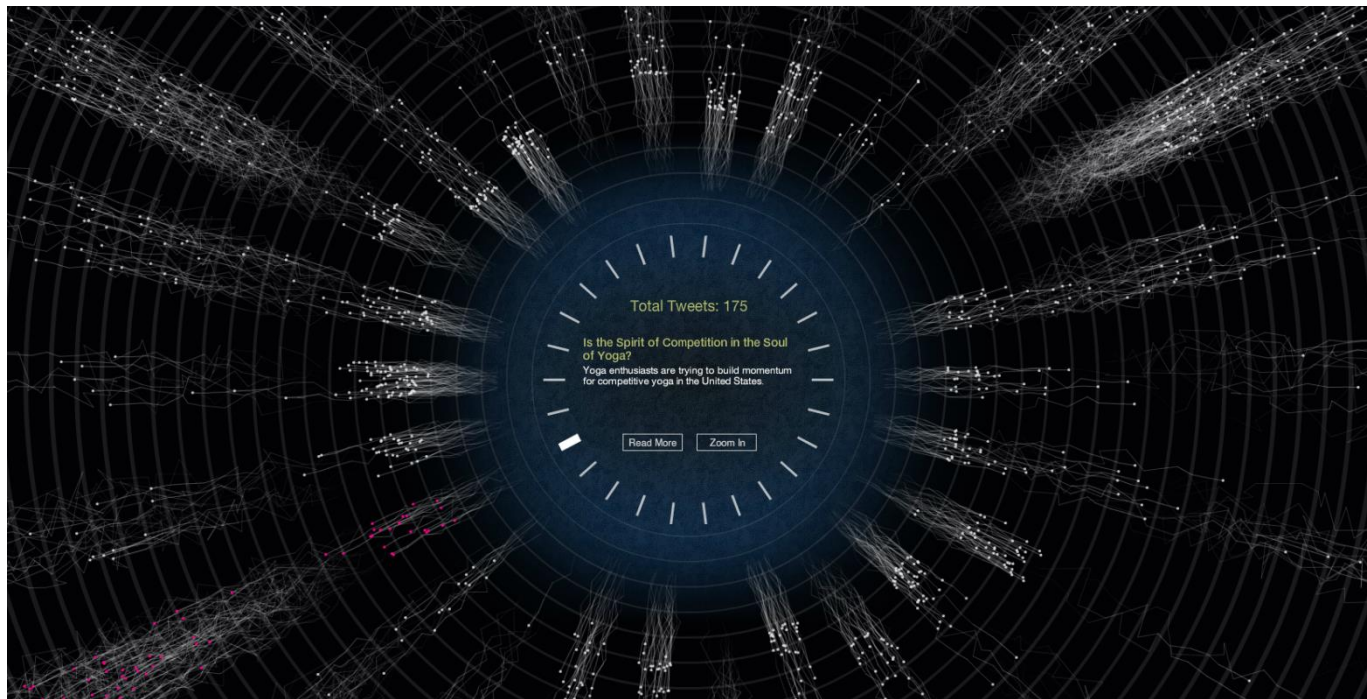 Total Tweets: 175
Is the Spirit of Competition in the Soul
of Yoga?
Yoga enthusiasts are trying to build momentum
for competitive yoga in the United States.
Read More
Zoom In